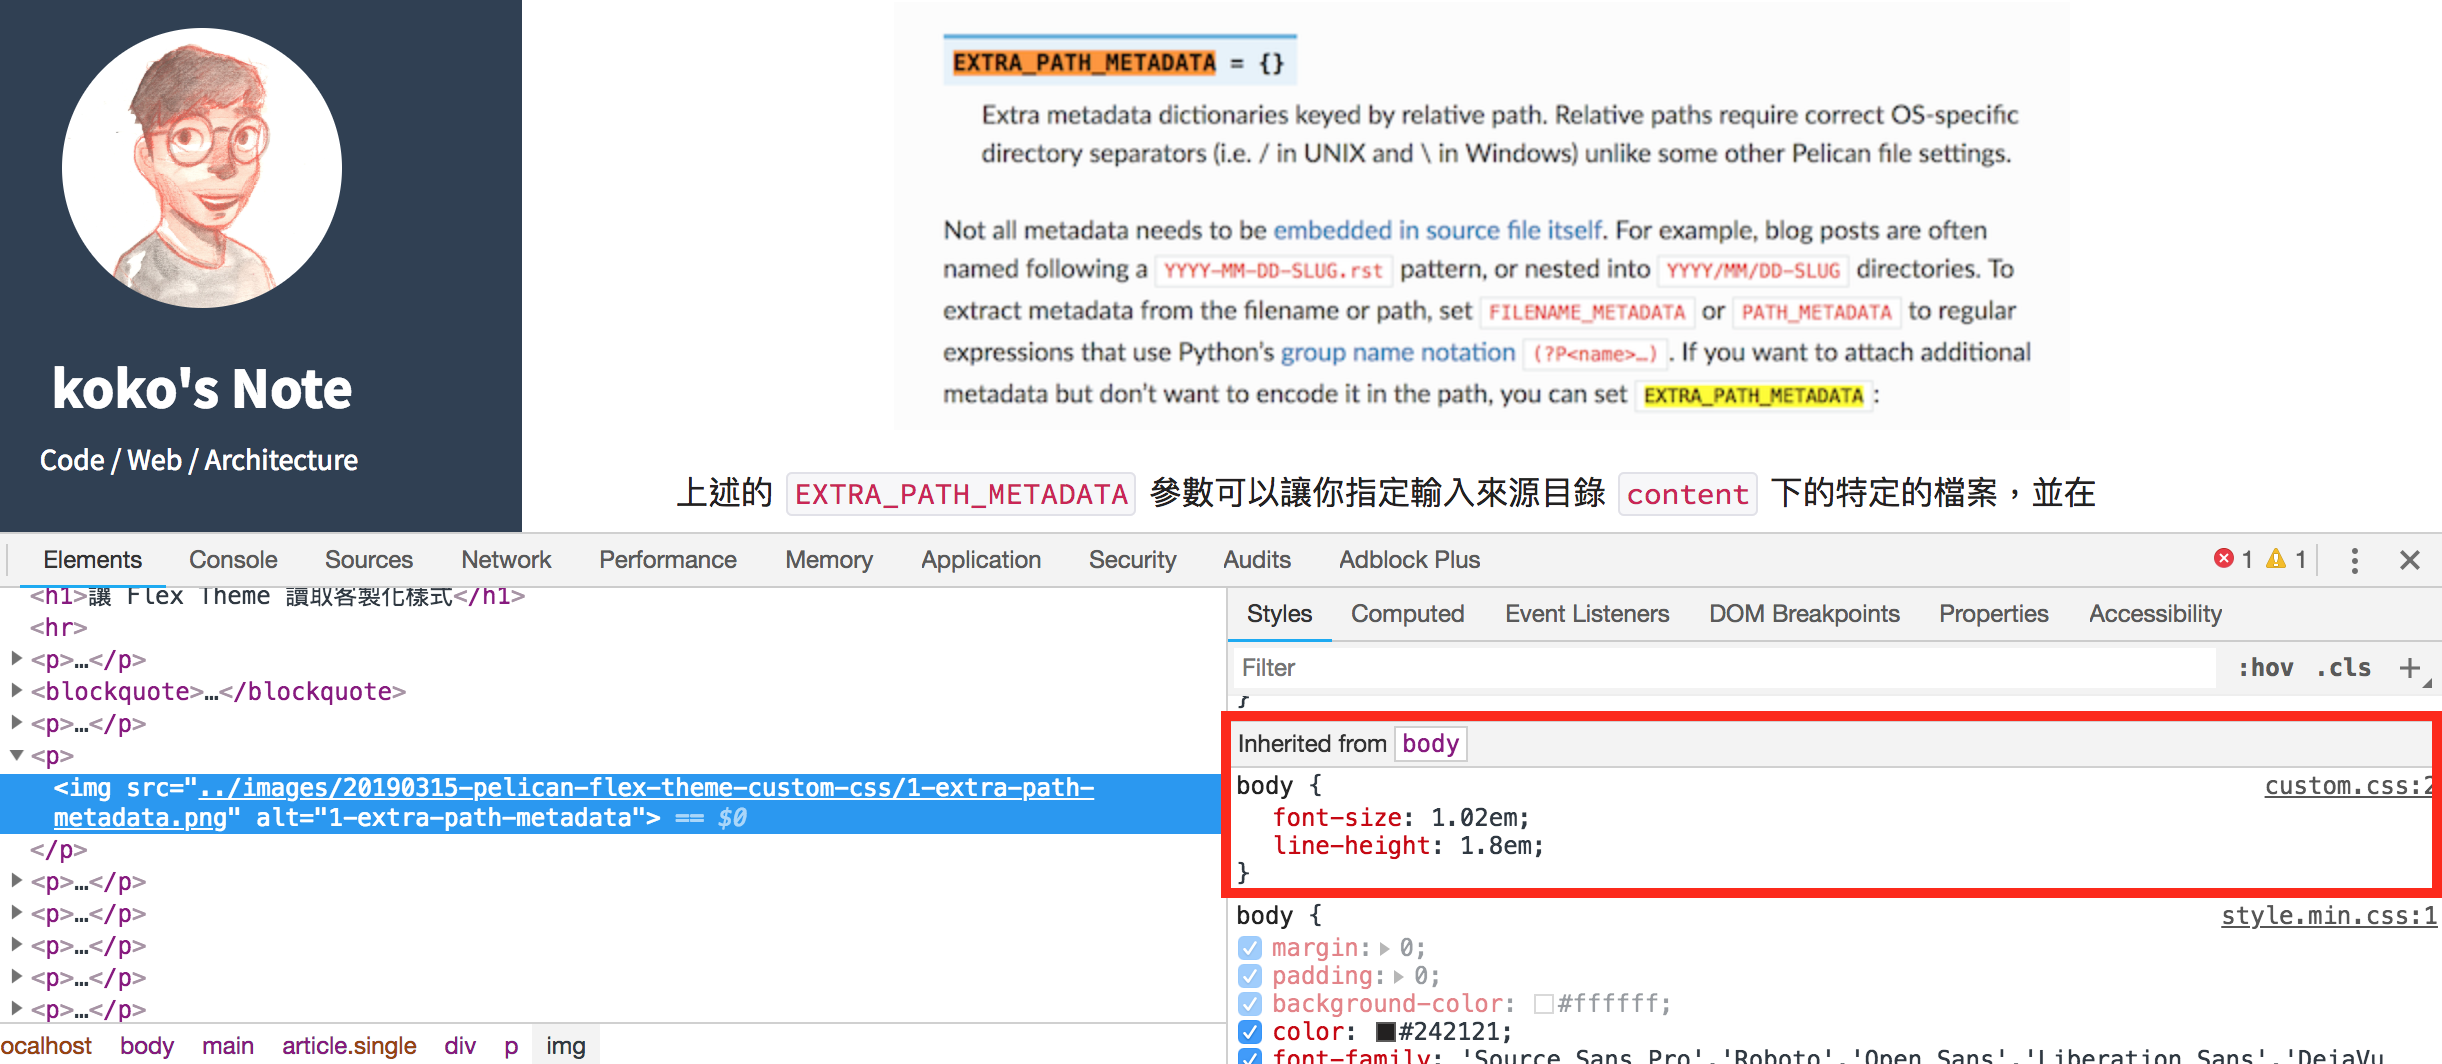 koko's Note
Code / Web / Architecture
EXTRA_PATH_METADATA = {}
Extra metadata dictionaries keyed by relative path. Relative paths require correct OS-specific
directory separators (i.e. / in UNIX and \ in Windows) unlike some other Pelican file settings.
Not all metadata needs to be embedded in source file itself. For example, blog posts are often
named following a YYYY-MM-DD-SLUG.rst pattern, or nested into YYYY/MM/DD-SLUG directories. To
extract metadata from the filename or path, set FILENAME_METADATA or PATH_METADATA to regular
expressions that use Python's group name notation (?P<name>…). If you want to attach additional
metadata but don't want to encode it in the path, you can set EXTRA_PATH_METADATA:
上述的 EXTRA_PATH_METADATA 參數可以讓你指定輸入來源目錄 content 下的特定的檔案，並在
Elements Console Sources Network Performance Memory Application Security Audits Adblock Plus 1 1
<h1>讓 Flex Theme 讀取客製化樣式</h1>
<hr>
<p>…</p>
<blockquote>…</blockquote>
<p>…</p>
<p>
<img src="../images/20190315-pelican-flex-theme-custom-css/1-extra-path-
metadata.png" alt="1-extra-path-metadata"> == $0
</p>
<p>…</p>
<p>…</p>
<p>…</p>
<p>…</p>
<p>…</p>
ocalhost body main article.single div p img
Styles Computed Event Listeners DOM Breakpoints Properties Accessibility
Filter :hov .cls +
}
Inherited from body
body { custom.css:2
font-size: 1.02em;
line-height: 1.8em;
}
body { style.min.css:1
margin: 0;
padding: 0;
background-color: #ffffff;
color: #242121;
font-family: 'Source Sans Pro','Roboto','Open Sans','Liberation Sans','DejaVu